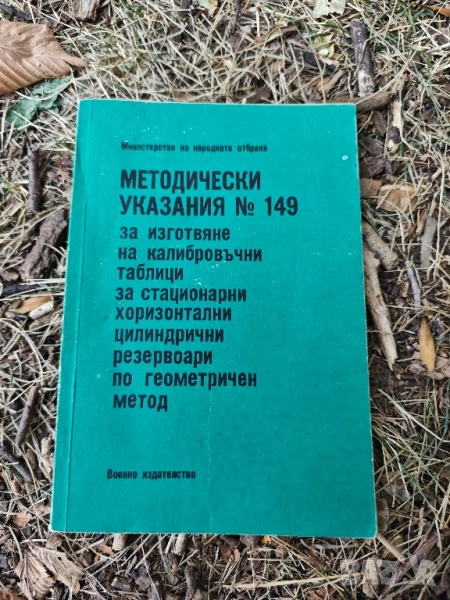 Министерство на народната отбрана
МЕТОДИЧЕСКИ
УКАЗАНИЯ № 149
за изготвяне
на калибровъчни
таблици
за стационарни
хоризонтални
цилиндрични
резервоари
по геометричен
метод
Военно издателство